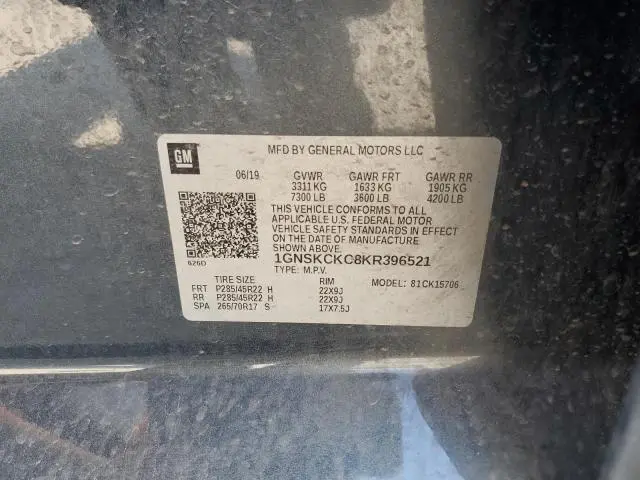 GM
MFD BY GENERAL MOTORS LLC
06/19 GVWR GAWR FRT GAWR RR
3311 KG 1633 KG 1905 KG
7300 LB 3600 LB 4200 LB
THIS VEHICLE CONFORMS TO ALL
APPLICABLE U.S. FEDERAL MOTOR
VEHICLE SAFETY STANDARDS IN EFFECT
ON THE DATE OF MANUFACTURE
SHOWN ABOVE.
626D 1GNSKCKC8KR396521
TYPE: M.P.V.
TIRE SIZE RIM MODEL: 81CK15706
FRT P285/45R22 H 22X9J
RR P285/45R22 H 22X9J
SPA 265/70R17 S 17X7.5J